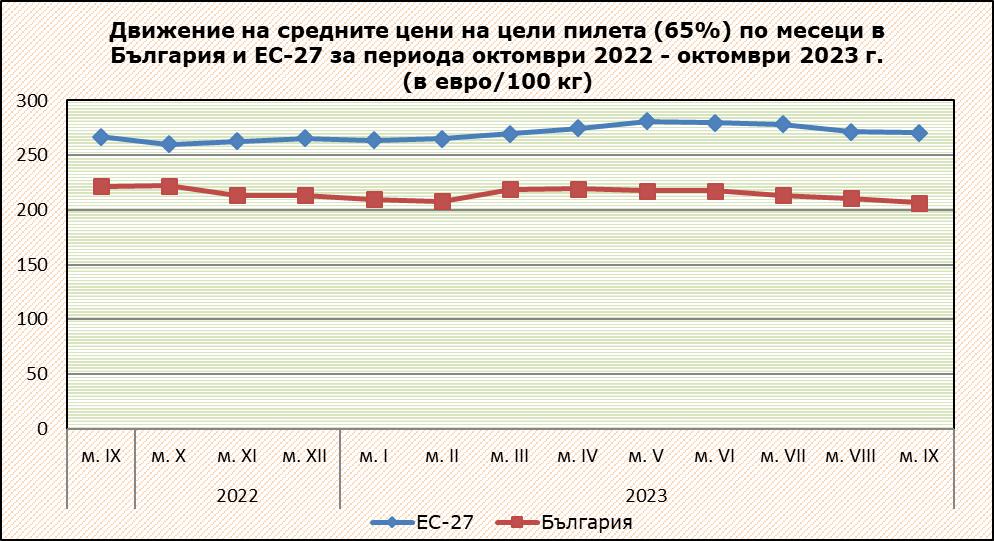 Движение на средните цени на цели пилета (65%) по месеци в
България и ЕС-27 за периода октомври 2022 - октомври 2023 г.
(в евро/100 кг)
300
250
200
150
100
50
0
м. IX м. X м. XI м. XII м. I м. II м. III м. IV м. V м. VI м. VII м. VIII м. IX
2022 2023
ЕС-27 България